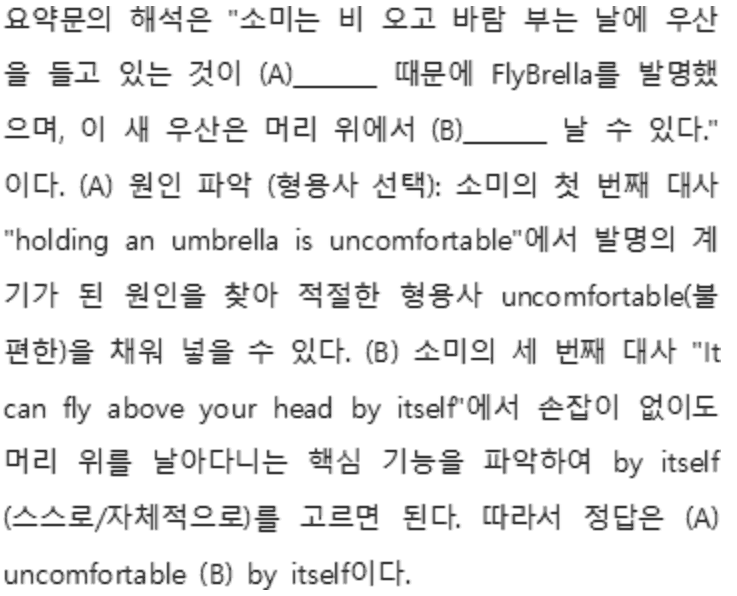 요약문의 해석은 "소미는 비 오고 바람 부는 날에 우산
을 들고 있는 것이 (A)______ 때문에 FlyBrella를 발명했
으며, 이 새 우산은 머리 위에서 (B)______ 날 수 있다."
이다. (A) 원인 파악 (형용사 선택): 소미의 첫 번째 대사
"holding an umbrella is uncomfortable"에서 발명의 계
기가 된 원인을 찾아 적절한 형용사 uncomfortable(불
편한)을 채워 넣을 수 있다. (B) 소미의 세 번째 대사 "It
can fly above your head by itself"에서 손잡이 없이도
머리 위를 날아다니는 핵심 기능을 파악하여 by itself
(스스로/자체적으로)를 고르면 된다. 따라서 정답은 (A)
uncomfortable (B) by itself이다.